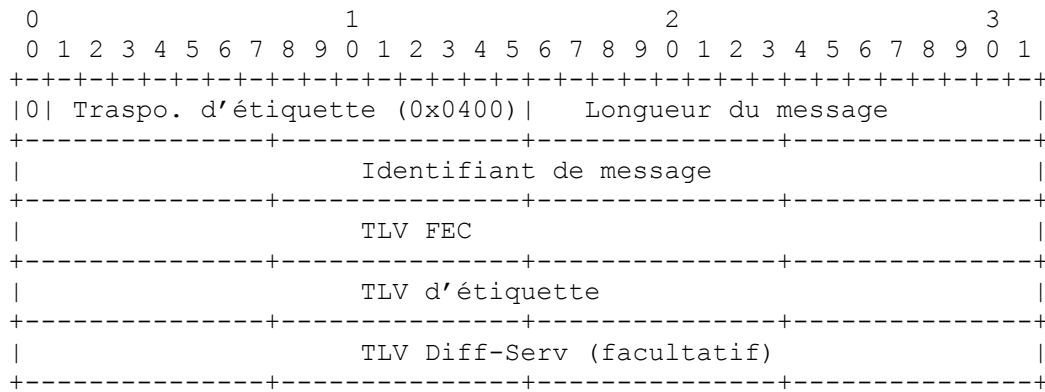 0                   1                   2                   3
 0 1 2 3 4 5 6 7 8 9 0 1 2 3 4 5 6 7 8 9 0 1 2 3 4 5 6 7 8 9 0 1
+-+-+-+-+-+-+-+-+-+-+-+-+-+-+-+-+-+-+-+-+-+-+-+-+-+-+-+-+-+-+-+-+
|0| Traspo. d’étiquette (0x0400)|   Longueur du message         |
+---------------+---------------+---------------+---------------+
|                     Identifiant de message                    |
+---------------+---------------+---------------+---------------+
|                     TLV FEC                                   |
+---------------+---------------+---------------+---------------+
|                     TLV d’étiquette                           |
+---------------+---------------+---------------+---------------+
|                     TLV Diff-Serv (facultatif)                |
+---------------+---------------+---------------+---------------+